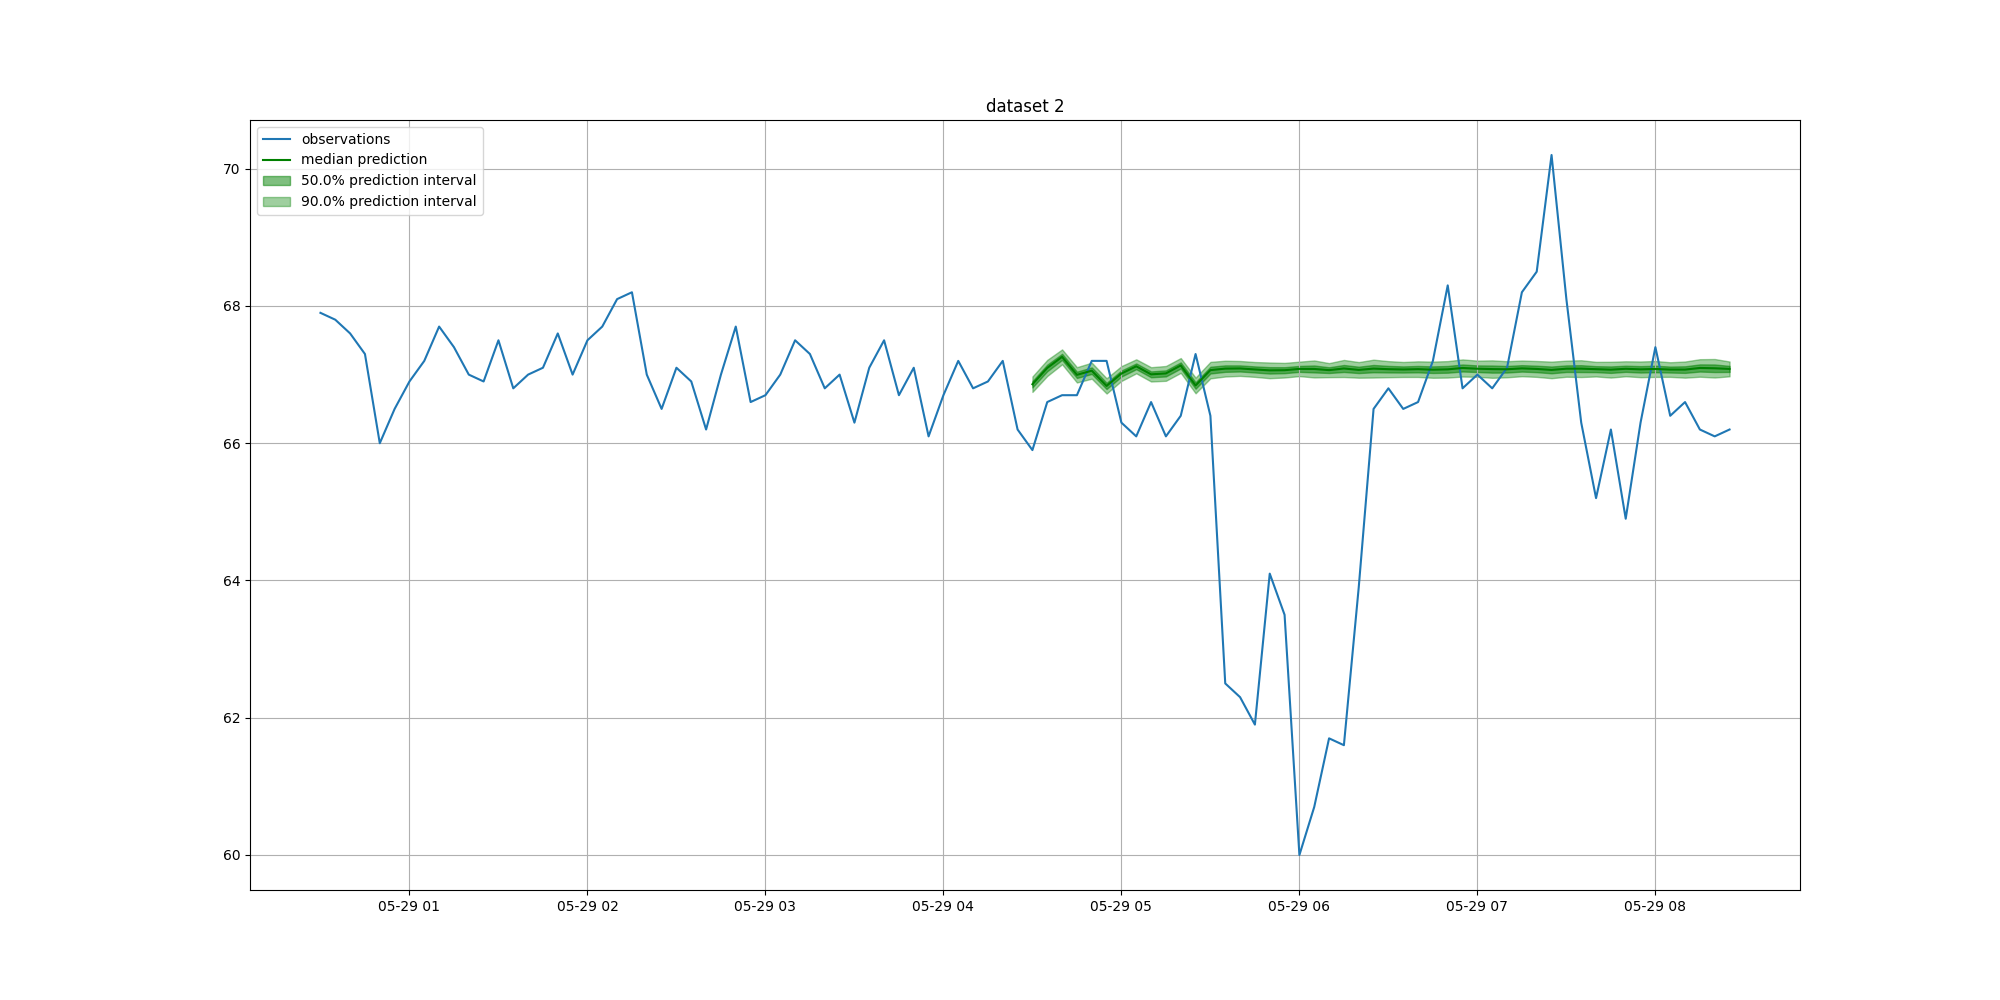 dataset 2
observations
median prediction
50.0% prediction interval
90.0% prediction interval
70
68
66
64
62
60
05-29 01
05-29 02
05-29 03
05-29 04
05-29 05
05-29 06
05-29 07
05-29 08